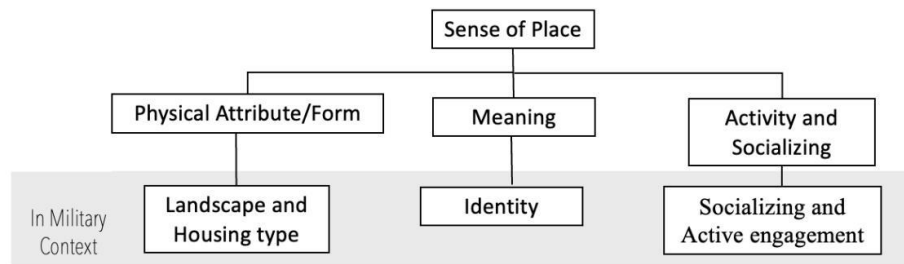 Sense of Place
Physical Attribute/Form
Meaning
Activity and
Socializing
In Military
Context
Landscape and
Housing type
Identity
Socializing and
Active engagement